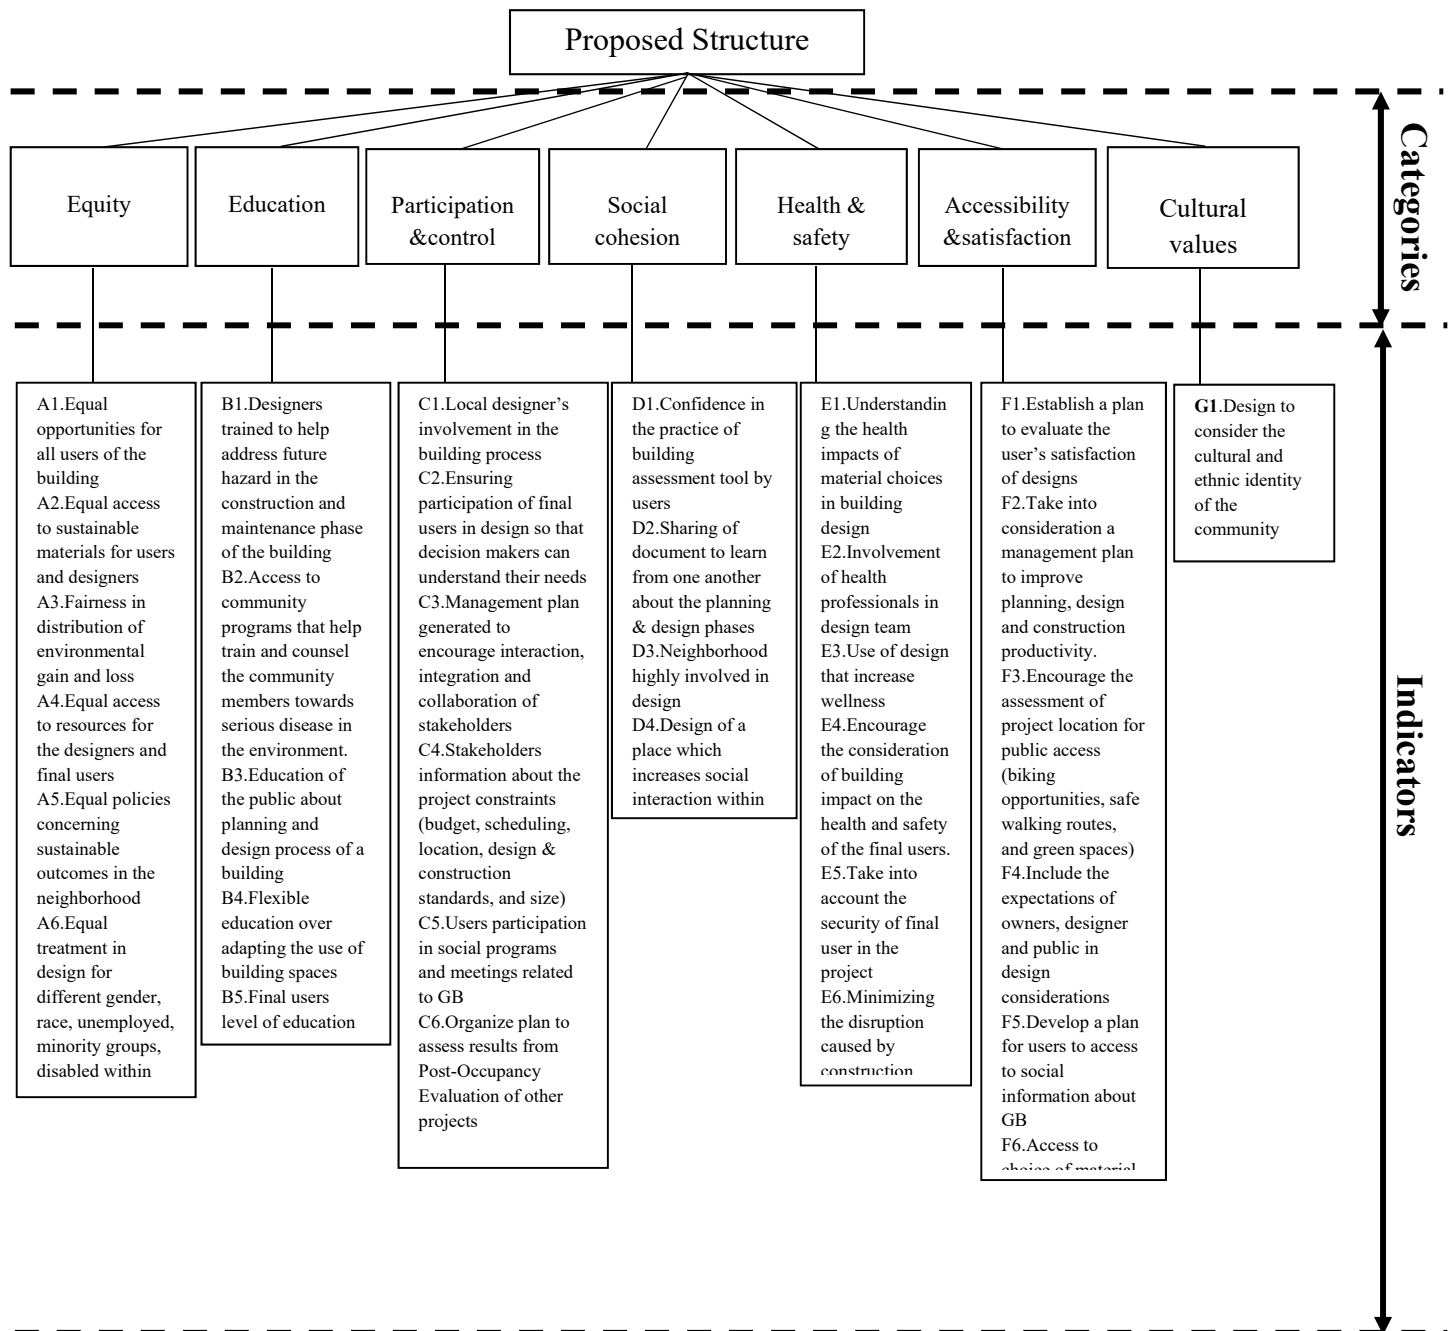 Proposed Structure
Categories
Equity
Education
Participation
&control
Social
cohesion
Health &
safety
Accessibility
&satisfaction
Cultural
values
Indicators
A1.Equal
opportunities for
all users of the
building
A2.Equal access
to sustainable
materials for users
and designers
A3.Fairness in
distribution of
environmental
gain and loss
A4.Equal access
to resources for
the designers and
final users
A5.Equal policies
concerning
sustainable
outcomes in the
neighborhood
A6.Equal
treatment in
design for
different gender,
race, unemployed,
minority groups,
disabled within
B1.Designers
trained to help
address future
hazard in the
construction and
maintenance phase
of the building
B2.Access to
community
programs that help
train and counsel
the community
members towards
serious disease in
the environment.
B3.Education of
the public about
planning and
design process of a
building
B4.Flexible
education over
adapting the use of
building spaces
B5.Final users
level of education
C1.Local designer’s
involvement in the
building process
C2.Ensuring
participation of final
users in design so that
decision makers can
understand their needs
C3.Management plan
generated to
encourage interaction,
integration and
collaboration of
stakeholders
C4.Stakeholders
information about the
project constraints
(budget, scheduling,
location, design &
construction
standards, and size)
C5.Users participation
in social programs
and meetings related
to GB
C6.Organize plan to
assess results from
Post-Occupancy
Evaluation of other
projects
D1.Confidence in
the practice of
building
assessment tool by
users
D2.Sharing of
document to learn
from one another
about the planning
& design phases
D3.Neighborhood
highly involved in
design
D4.Design of a
place which
increases social
interaction within
E1.Understandin
g the health
impacts of
material choices
in building
design
E2.Involvement
of health
professionals in
design team
E3.Use of design
that increase
wellness
E4.Encourage
the consideration
of building
impact on the
health and safety
of the final users.
E5.Take into
account the
security of final
user in the
project
E6.Minimizing
the disruption
caused by
construction
F1.Establish a plan
to evaluate the
user’s satisfaction
of designs
F2.Take into
consideration a
management plan
to improve
planning, design
and construction
productivity.
F3.Encourage the
assessment of
project location for
public access
(biking
opportunities, safe
walking routes,
and green spaces)
F4.Include the
expectations of
owners, designer
and public in
design
considerations
F5.Develop a plan
for users to access
to social
information about
GB
F6.Access to
choice of material
G1.Design to
consider the
cultural and
ethnic identity
of the
community